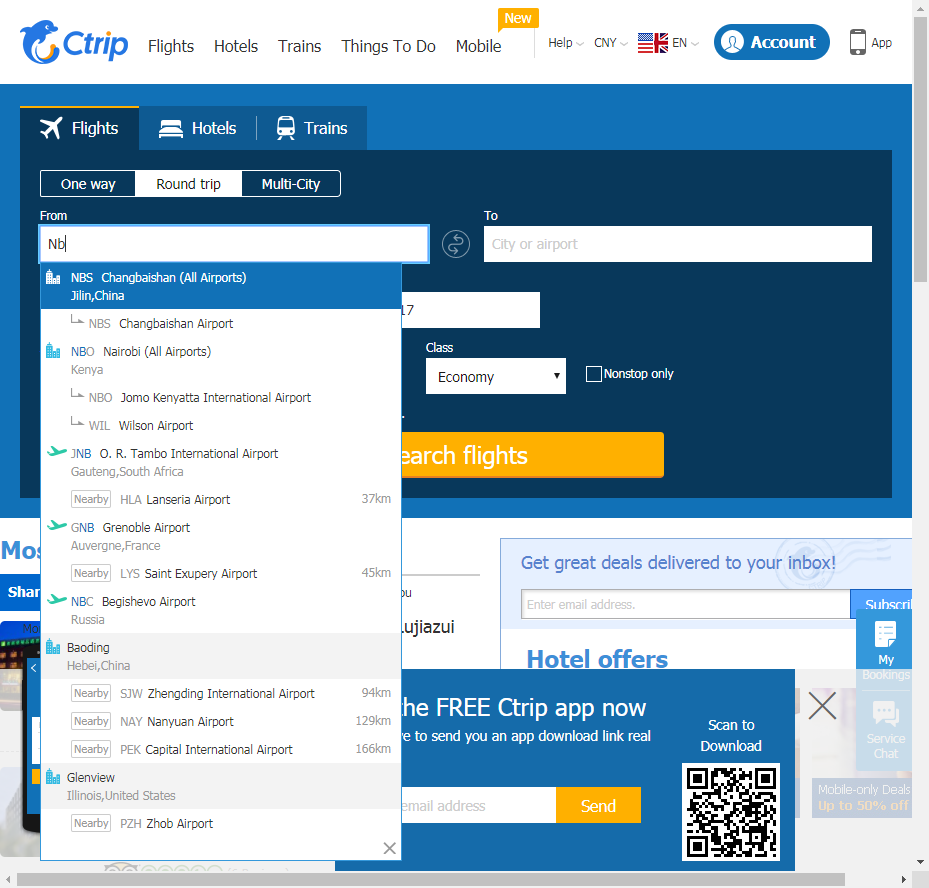 New
Ctrip
Flights
Hotels
Trains
Things To Do
Mobile
Help
CNY
EN
Account
App
Flights
Hotels
Trains
One way
Round trip
Multi-City
From
To
Nb
City or airport
NBS Changbaishan (All Airports)
Jilin,China
NBS Changbaishan Airport
17
NBO Nairobi (All Airports)
Kenya
Class
Economy
Nonstop only
NBO Jomo Kenyatta International Airport
WIL Wilson Airport
JNB O. R. Tambo International Airport
Gauteng,South Africa
earch flights
Nearby HLA Lanseria Airport 37km
GNB Grenoble Airport
Auvergne,France
Nearby LYS Saint Exupery Airport 45km
NBC Begishevo Airport
Russia
Baoding
Hebei,China
Nearby SJW Zhengding International Airport 94km
Nearby NAY Nanyuan Airport 129km
Nearby PEK Capital International Airport 166km
Glenview
Illinois,United States
Nearby PZH Zhob Airport
Mos
Shar
Mo
ou
Lujiazui
Get great deals delivered to your inbox!
Enter email address.
Subscri
Hotel offers
My
Bookings
Service
Chat
the FREE Ctrip app now
ve to send you an app download link real
email address
Send
Scan to
Download
Mobile-only Deals
Up to 50% off